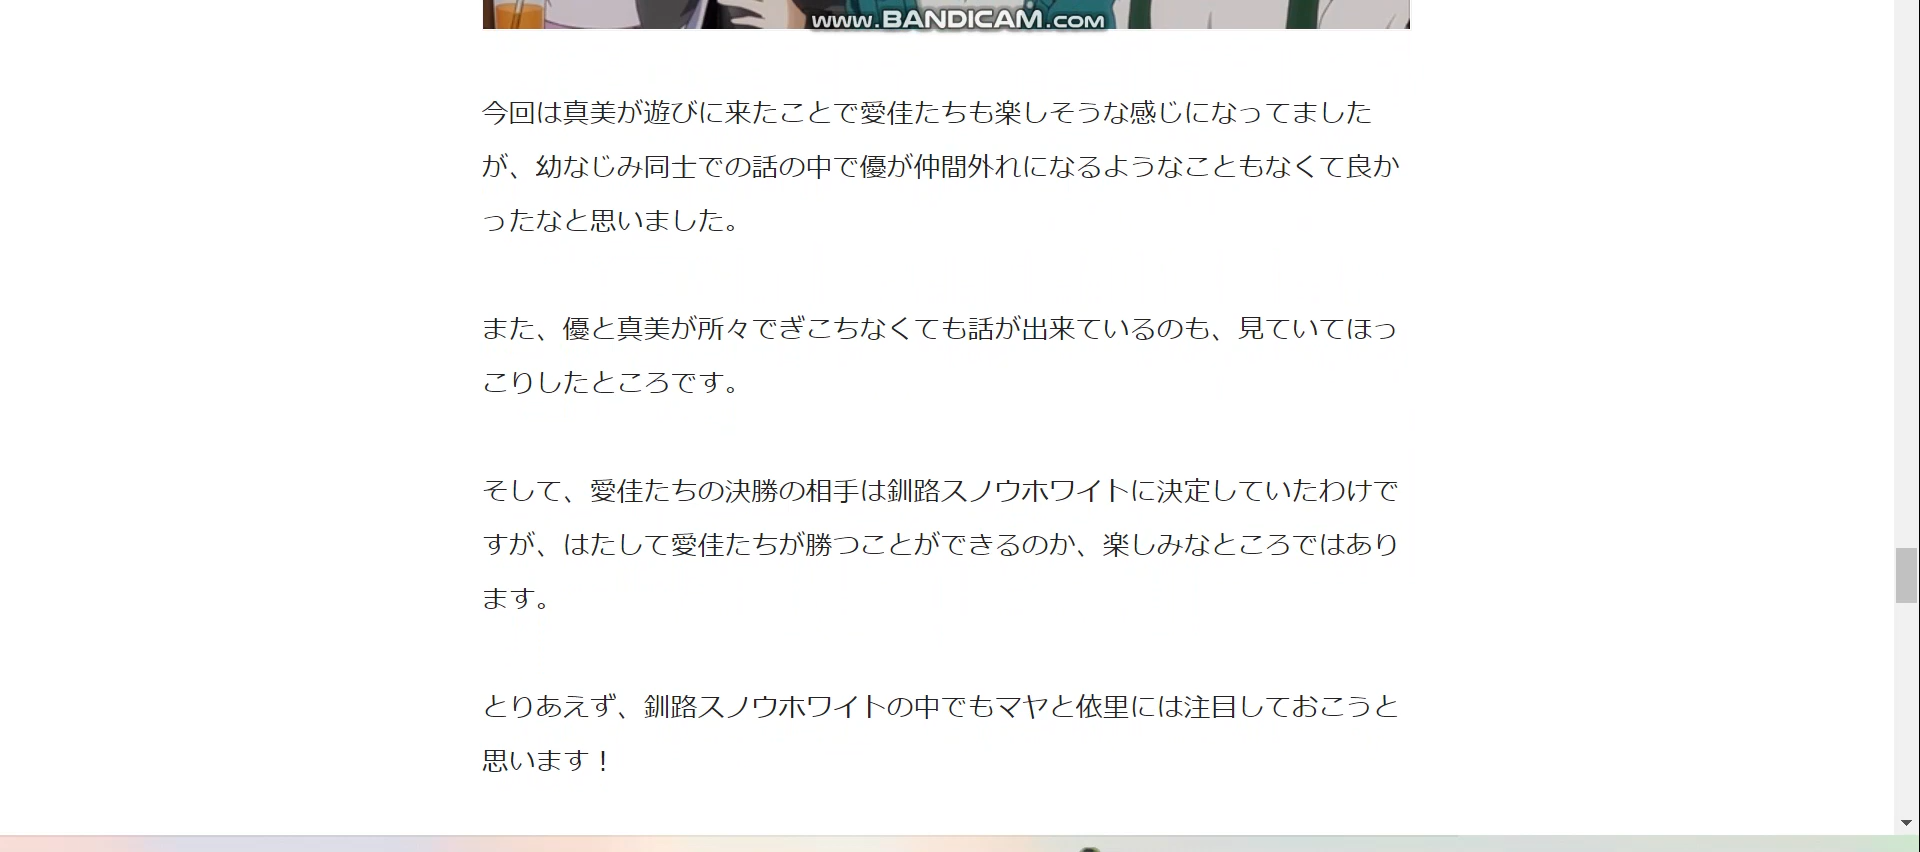 www.BANDICAM.com
今回は真美が遊びに来たことで愛佳たちも楽しそうな感じになってました
が、幼なじみ同士での話の中で優が仲間外れになるようなこともなくて良か
ったなと思いました。
また、優と真美が所々でぎこちなくても話が出来ているのも、見ていてほっ
こりしたところです。
そして、愛佳たちの決勝の相手は釧路スノウホワイトに決定していたわけで
すが、はたして愛佳たちが勝つことができるのか、楽しみなところではあり
ます。
とりあえず、釧路スノウホワイトの中でもマヤと依里には注目しておこうと
思います！